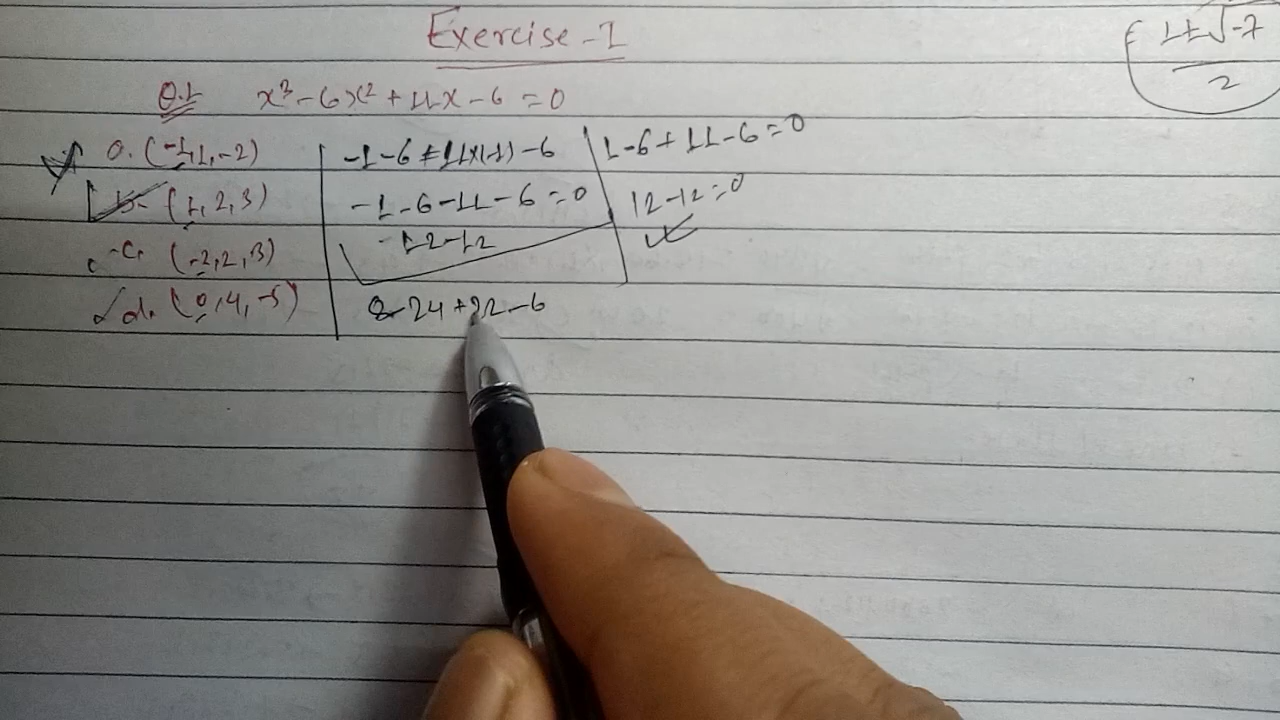 Exercise-1
1±√-7
2
Q.1 x³-6x²+11x-6=0
a. (-1,1,-2) -1-6+11x(-1)-6 1-6+11-6=0
b. (1,2,3) -1-6-11-6=0 12-12=0
c. (-2,2,3) -12-12
d. (0,4,-5) 8-24+22-6